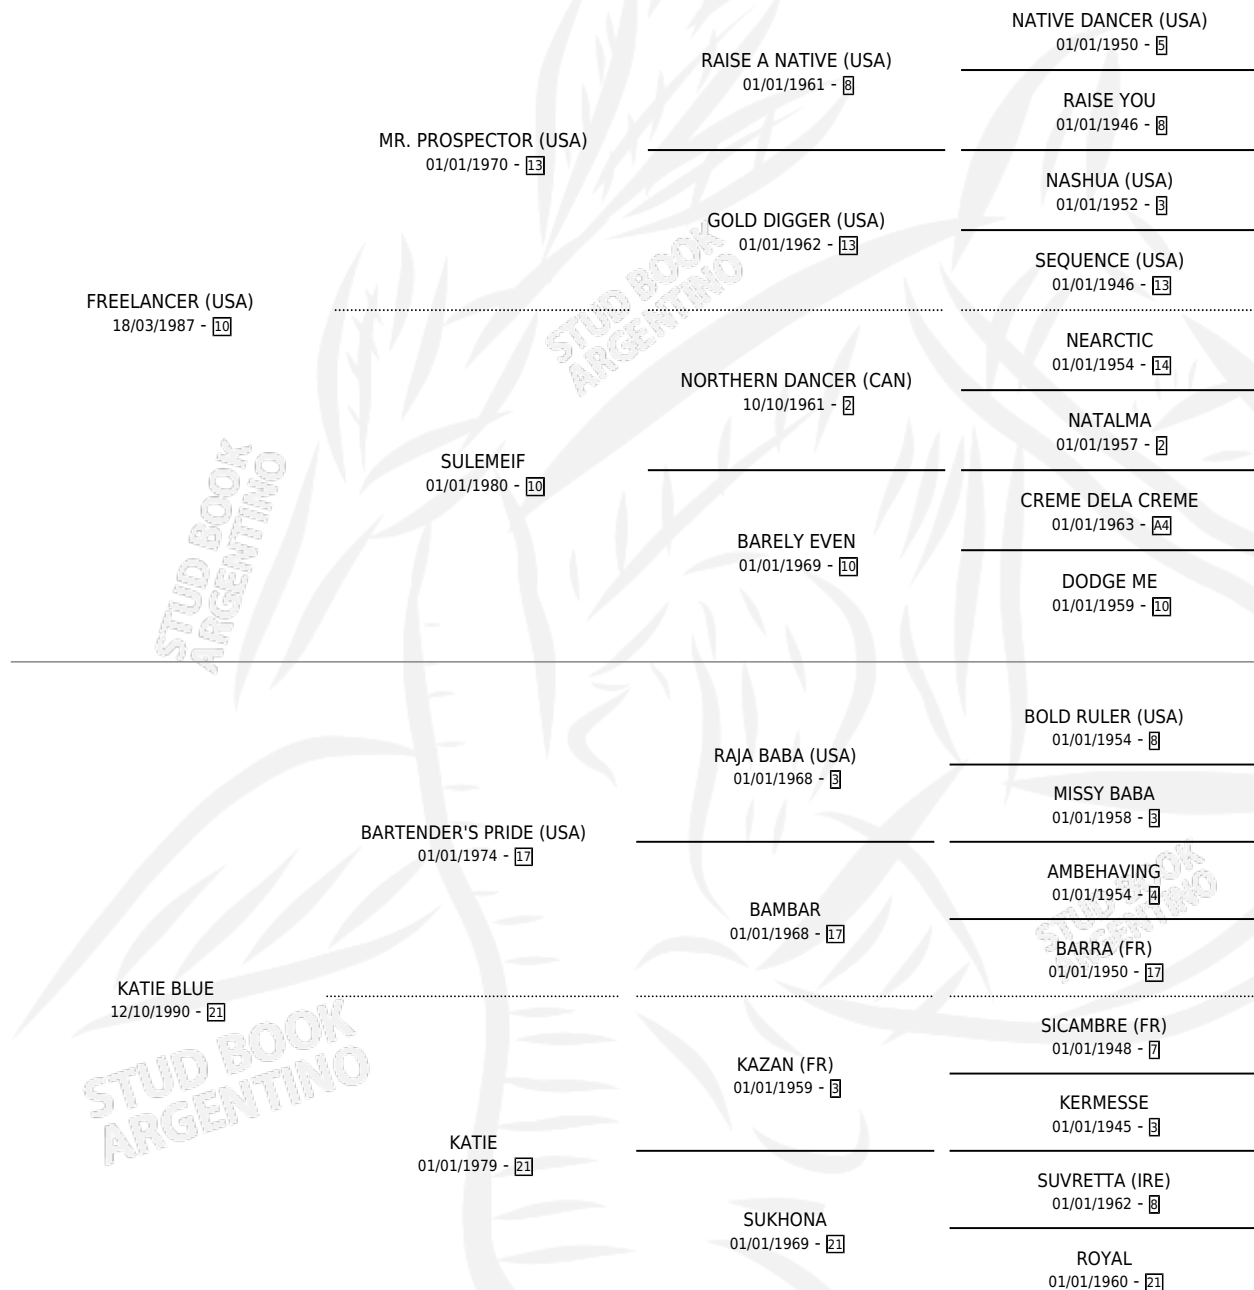 NATIVE DANCER (USA)
01/01/1950 - 5
RAISE A NATIVE (USA)
01/01/1961 - 8
RAISE YOU
01/01/1946 - 8
MR. PROSPECTOR (USA)
01/01/1970 - 13
NASHUA (USA)
01/01/1952 - 3
GOLD DIGGER (USA)
01/01/1962 - 13
SEQUENCE (USA)
01/01/1946 - 13
FREELANCER (USA)
18/03/1987 - 10
NEARCTIC
01/01/1954 - 14
NORTHERN DANCER (CAN)
10/10/1961 - 2
NATALMA
01/01/1957 - 2
SULEMEIF
01/01/1980 - 10
CREME DELA CREME
01/01/1963 - A4
BARELY EVEN
01/01/1969 - 10
DODGE ME
01/01/1959 - 10
BOLD RULER (USA)
01/01/1954 - 8
RAJA BABA (USA)
01/01/1968 - 3
MISSY BABA
01/01/1958 - 3
BARTENDER'S PRIDE (USA)
01/01/1974 - 17
AMBEHAVING
01/01/1954 - 4
BAMBAR
01/01/1968 - 17
BARRA (FR)
01/01/1950 - 17
KATIE BLUE
12/10/1990 - 21
SICAMBRE (FR)
01/01/1948 - 7
KAZAN (FR)
01/01/1959 - 3
KERMESSE
01/01/1945 - 3
KATIE
01/01/1979 - 21
SUVRETTA (IRE)
01/01/1962 - 8
SUKHONA
01/01/1969 - 21
ROYAL
01/01/1960 - 21
STUD BOOK
ARGENTINO
STUD BOOK
ARGENTINO
STUD BOOK
ARGENTINO
STUD BOOK
ARGENTINO